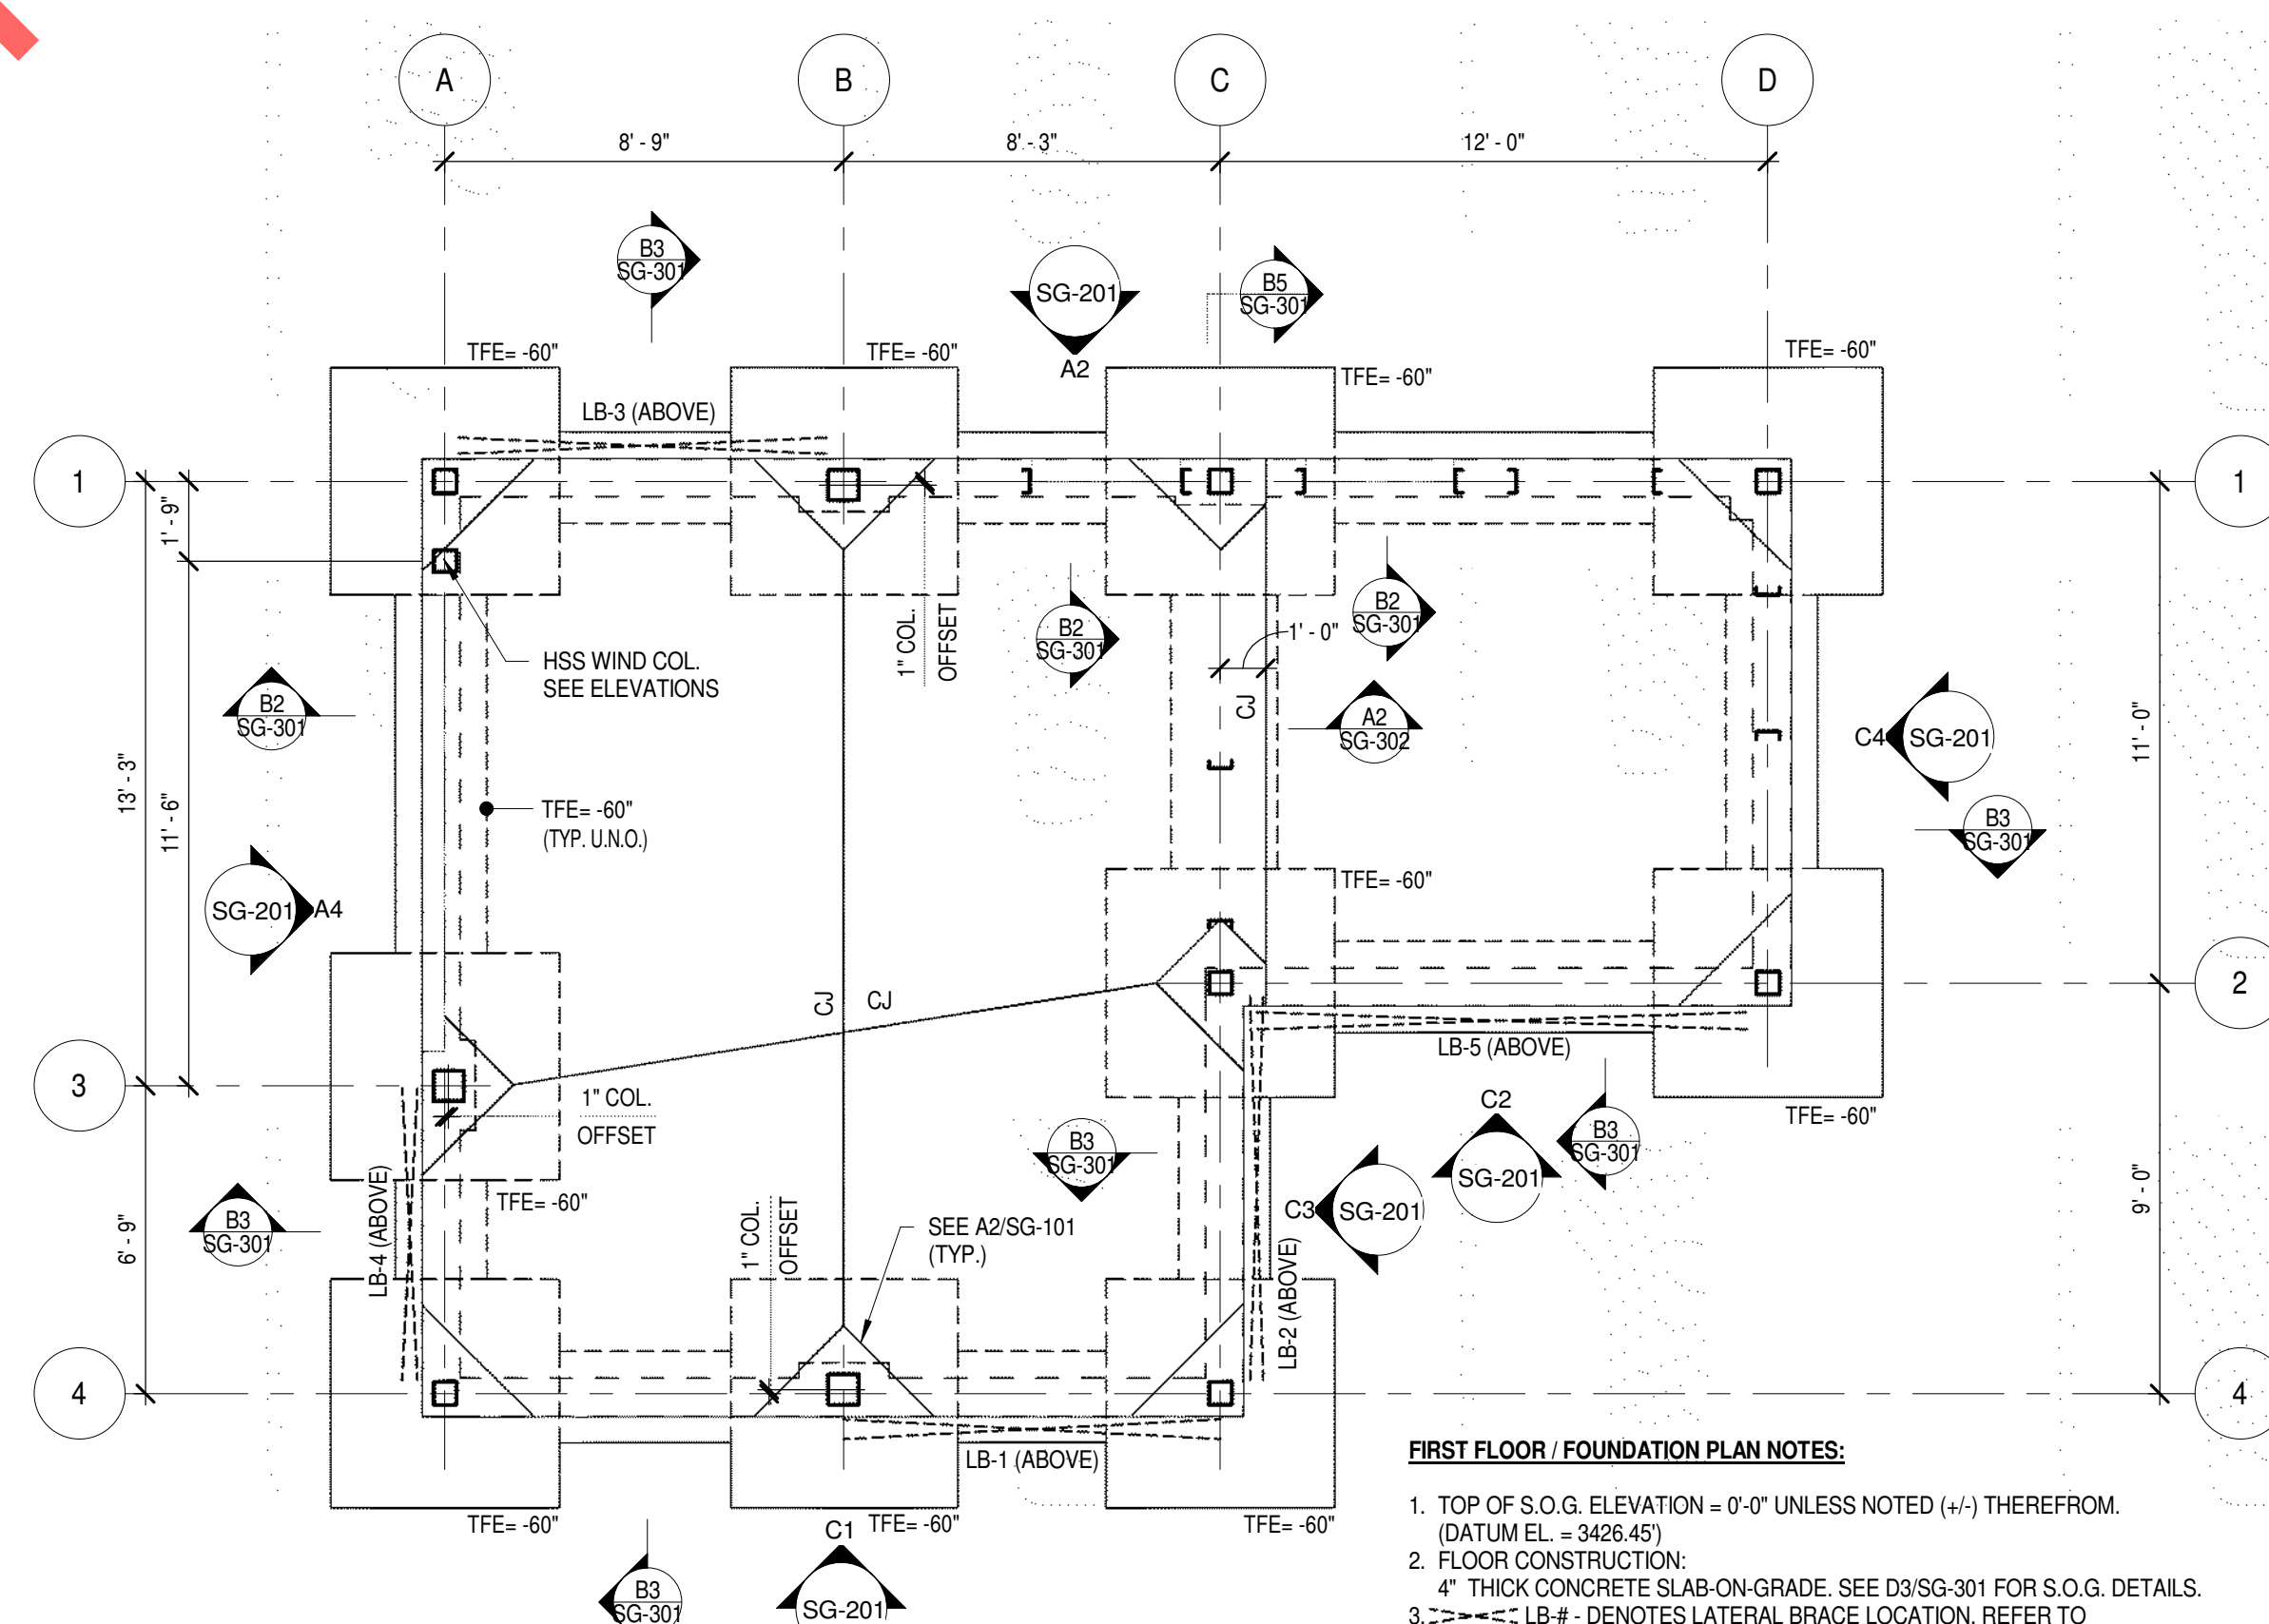 A
B
C
D
8' - 9"
8' - 3"
12' - 0"
B3
SG-301
SG-201
A2
B5
SG-301
TFE= -60"
TFE= -60"
TFE= -60"
TFE= -60"
LB-3 (ABOVE)
1
1
1' - 9"
1" COL.
OFFSET
B2
SG-301
B2
SG-301
1' - 0"
HSS WIND COL.
SEE ELEVATIONS
B2
SG-301
CJ
A2
SG-302
C4
SG-201
11' - 0"
13' - 3"
11' - 6"
TFE= -60"
(TYP. U.N.O.)
B3
SG-301
SG-201
A4
TFE= -60"
CJ
CJ
2
LB-5 (ABOVE)
3
1" COL.
OFFSET
C2
SG-201
B3
SG-301
TFE= -60"
B3
SG-301
C3
SG-201
9' - 0"
TFE= -60"
LB-4 (ABOVE)
B3
SG-301
6' - 9"
1" COL.
OFFSET
SEE A2/SG-101
(TYP.)
LB-2 (ABOVE)
4
4
LB-1 (ABOVE)
TFE= -60"
C1
TFE= -60"
TFE= -60"
B3
SG-301
SG-201
FIRST FLOOR / FOUNDATION PLAN NOTES:
1. TOP OF S.O.G. ELEVATION = 0'-0" UNLESS NOTED (+/-) THEREFROM.
(DATUM EL. = 3426.45')
2. FLOOR CONSTRUCTION:
4" THICK CONCRETE SLAB-ON-GRADE. SEE D3/SG-301 FOR S.O.G. DETAILS.
3. LB-# - DENOTES LATERAL BRACE LOCATION. REFER TO